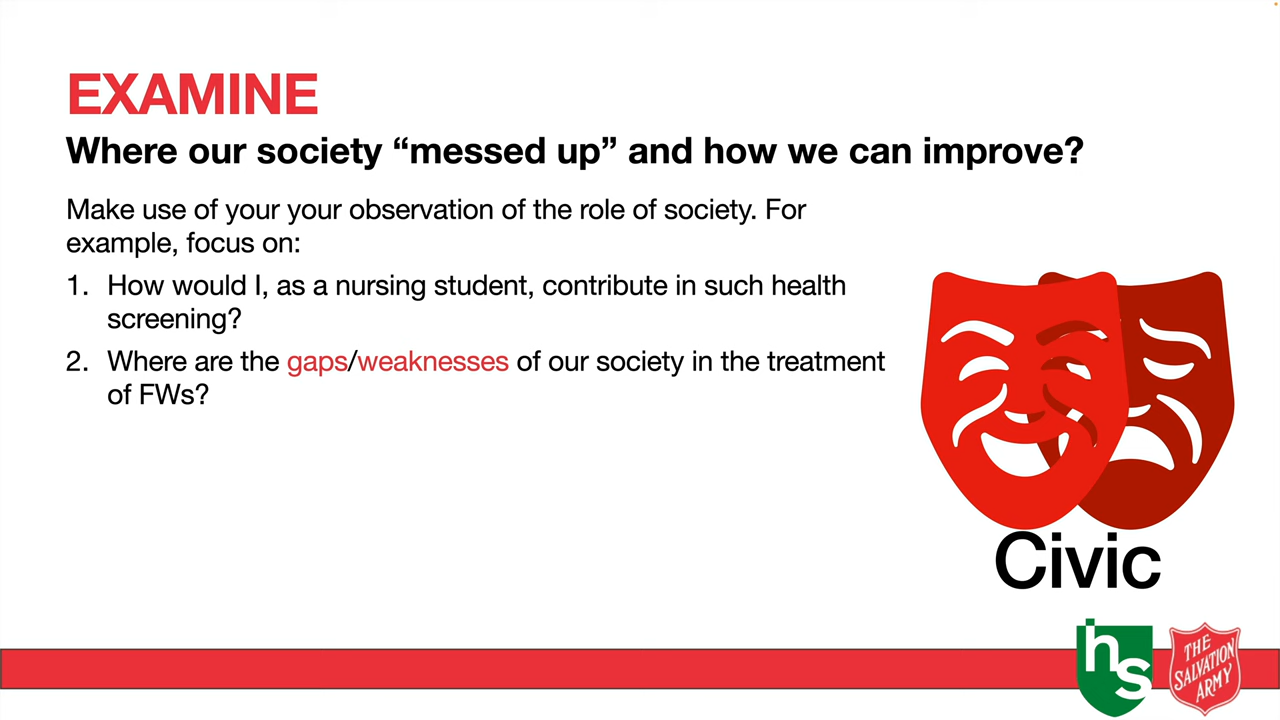 EXAMINE
Where our society “messed up” and how we can improve?
Make use of your your observation of the role of society. For
example, focus on:
1. How would I, as a nursing student, contribute in such health
screening?
2. Where are the gaps/weaknesses of our society in the treatment
of FWs?
Civic
hs
THE
SALVATION
ARMY